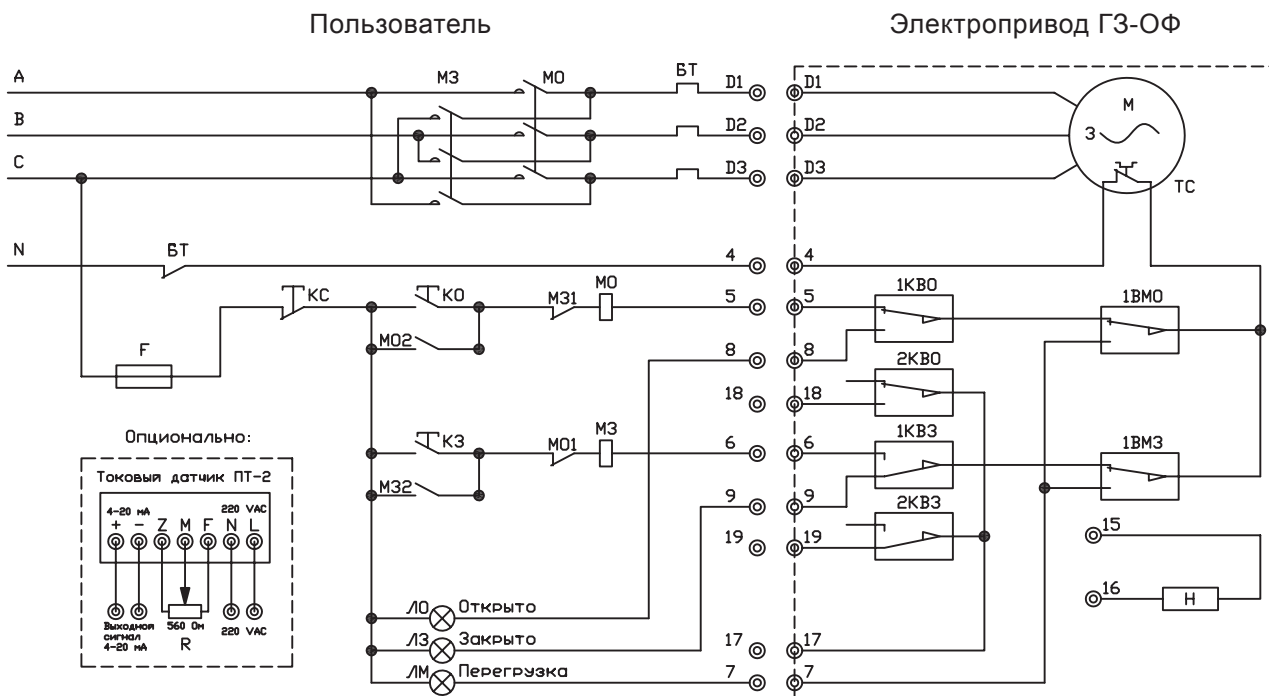 Пользователь
Электропривод ГЗ-ОФ
A
МЗ
МО
БТ
D1
D1
B
D2
D2
C
D3
D3
М
3
ТС
N
БТ
4
4
КС
КО
МЗ1
МО
5
5
1КВО
1ВМО
МО2
F
8
8
2КВО
18
18
Опционально:
КЗ
МО1
МЗ
6
6
1КВЗ
1ВМЗ
Токовый датчик ПТ-2
МЗ2
4-20 мА
220 VAC
+ - Z M F N L
9
9
2КВЗ
19
19
15
16
Н
Выходной
сигнал
4-20 мА
560 Ом
R
220 VAC
ЛО
Открыто
ЛЗ
Закрыто
17
17
ЛМ
Перегрузка
7
7